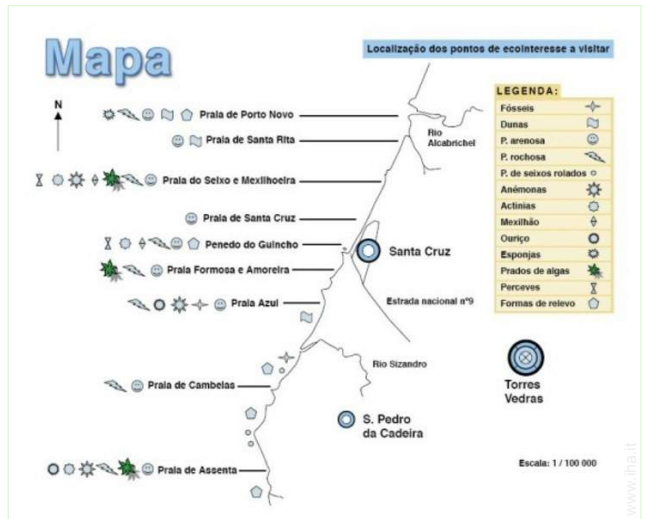 Mapa
Localização dos pontos de ecointeresse a visitar
N
LEGENDA:
Fósseis
Dunas
P. arenosa
P. rochosa
P. de seixos rolados
Anémonas
Actinias
Mexilhão
Ouriço
Esponjas
Prados de algas
Perceves
Formas de relevo
Praia de Porto Novo
Rio
Alcabrichel
Praia de Santa Rita
Praia do Seixo e Mexilhoeira
Praia de Santa Cruz
Penedo do Guincho
Santa Cruz
Praia Formosa e Amoreira
Praia Azul
Estrada nacional nº9
Rio Sizandro
Torres
Vedras
Praia de Cambelas
S. Pedro
da Cadeira
Praia de Assenta
Escala: 1 / 100 000
www.iha.it